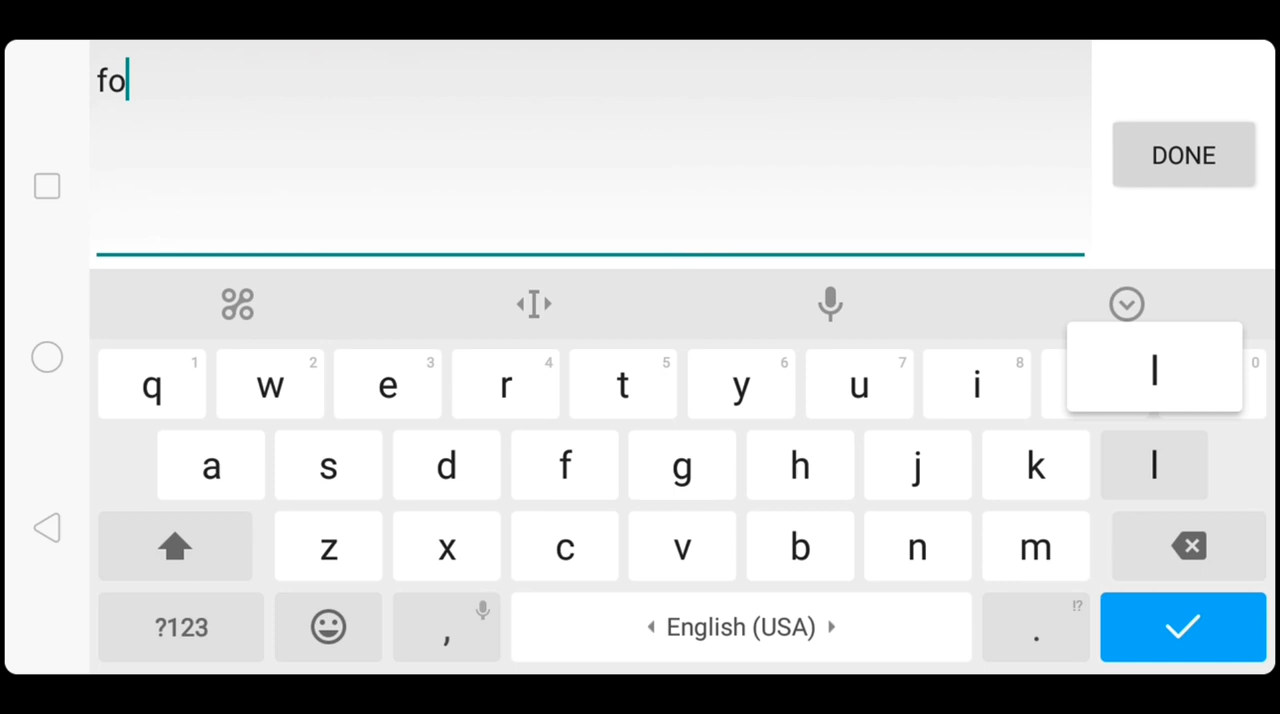 fo
DONE
l
q 1 w 2 e 3 r 4 t 5 y 6 u 7 i 8 0
a s d f g h j k l
z x c v b n m
?123 , English (USA) . !?